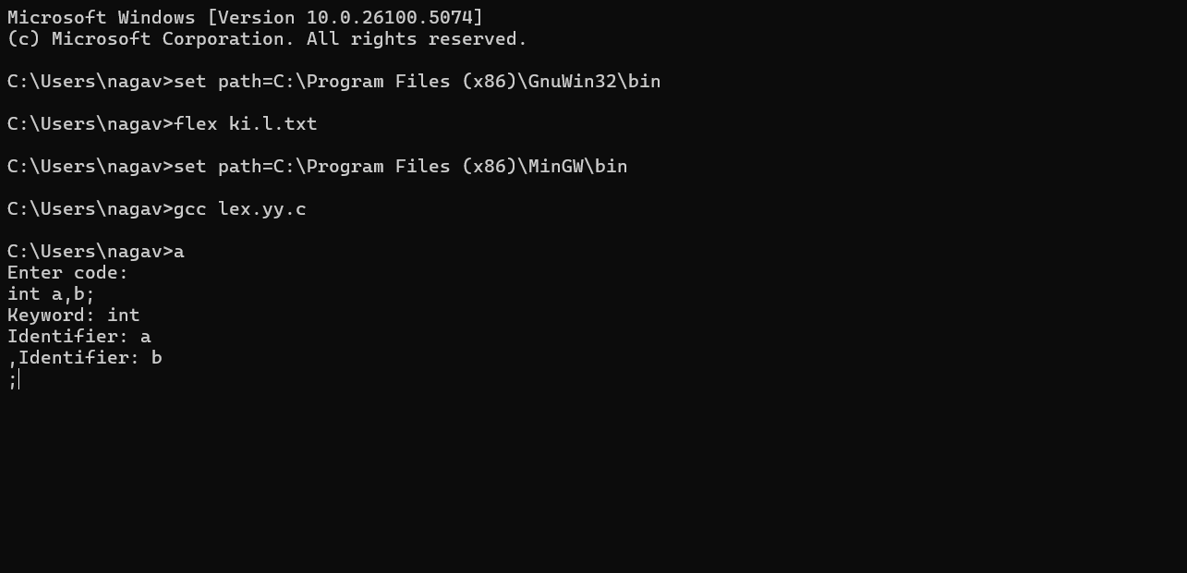 Microsoft Windows [Version 10.0.26100.5074]
(c) Microsoft Corporation. All rights reserved.
C:\Users\nagav>set path=C:\Program Files (x86)\GnuWin32\bin
C:\Users\nagav>flex ki.l.txt
C:\Users\nagav>set path=C:\Program Files (x86)\MinGW\bin
C:\Users\nagav>gcc lex.yy.c
C:\Users\nagav>a
Enter code:
int a,b;
Keyword: int
Identifier: a
,Identifier: b
;